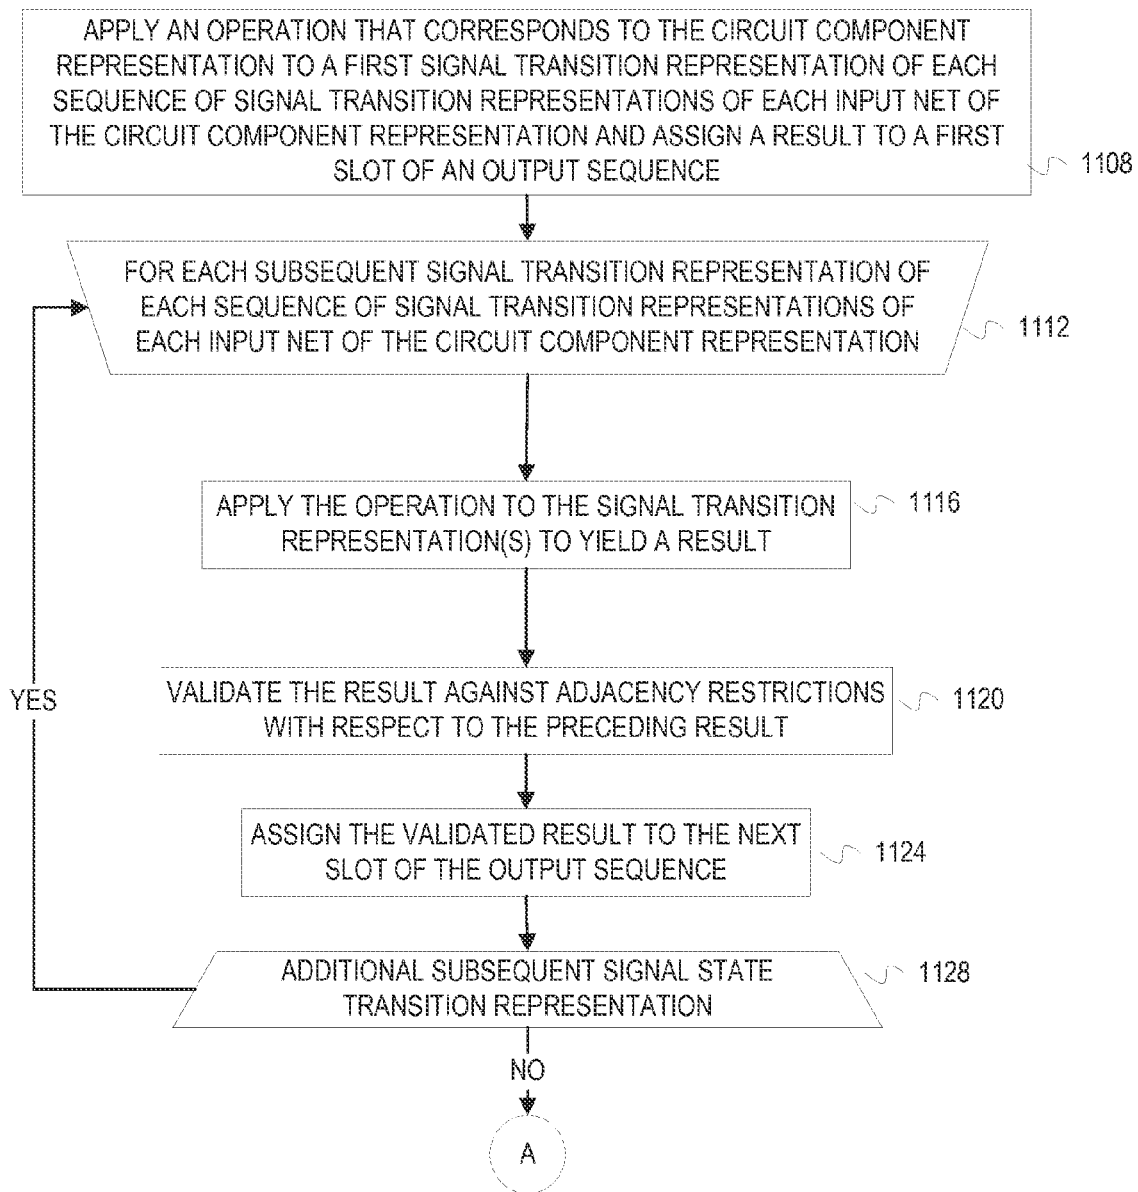 APPLY AN OPERATION THAT CORRESPONDS TO THE CIRCUIT COMPONENT
REPRESENTATION TO A FIRST SIGNAL TRANSITION REPRESENTATION OF EACH
SEQUENCE OF SIGNAL TRANSITION REPRESENTATIONS OF EACH INPUT NET OF
THE CIRCUIT COMPONENT REPRESENTATION AND ASSIGN A RESULT TO A FIRST
SLOT OF AN OUTPUT SEQUENCE
1108
FOR EACH SUBSEQUENT SIGNAL TRANSITION REPRESENTATION OF
EACH SEQUENCE OF SIGNAL TRANSITION REPRESENTATIONS OF
EACH INPUT NET OF THE CIRCUIT COMPONENT REPRESENTATION
1112
APPLY THE OPERATION TO THE SIGNAL TRANSITION
REPRESENTATION(S) TO YIELD A RESULT
1116
VALIDATE THE RESULT AGAINST ADJACENCY RESTRICTIONS
WITH RESPECT TO THE PRECEDING RESULT
1120
YES
ASSIGN THE VALIDATED RESULT TO THE NEXT
SLOT OF THE OUTPUT SEQUENCE
1124
ADDITIONAL SUBSEQUENT SIGNAL STATE
TRANSITION REPRESENTATION
1128
NO
A